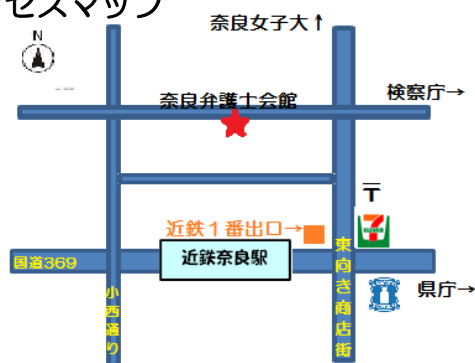 セスマップ
奈良女子大↑
N
奈良弁護士会館
検察庁→
〒
近鉄1番出口→
ELEVEN
近鉄奈良駅
国道369
東向き商店街
県庁→
小西通り
LAWSON